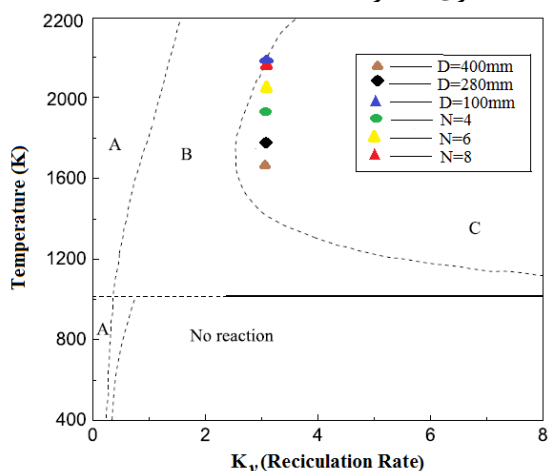 2200
2000
1600
1200
800
400
Temperature (K)
0
2
4
6
8
K_v (Reciculation Rate)
A
B
C
A
No reaction
D=400mm
D=280mm
D=100mm
N=4
N=6
N=8